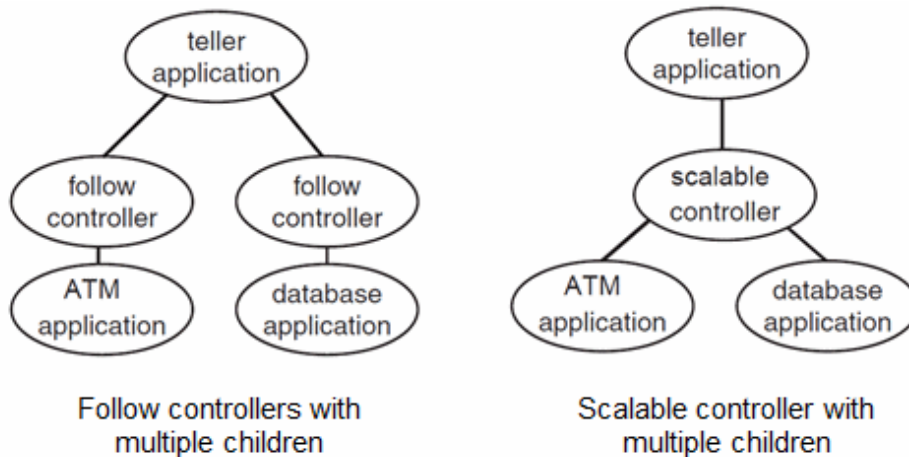 teller
application
follow
controller
follow
controller
ATM
application
database
application
Follow controllers with
multiple children
teller
application
scalable
controller
ATM
application
database
application
Scalable controller with
multiple children